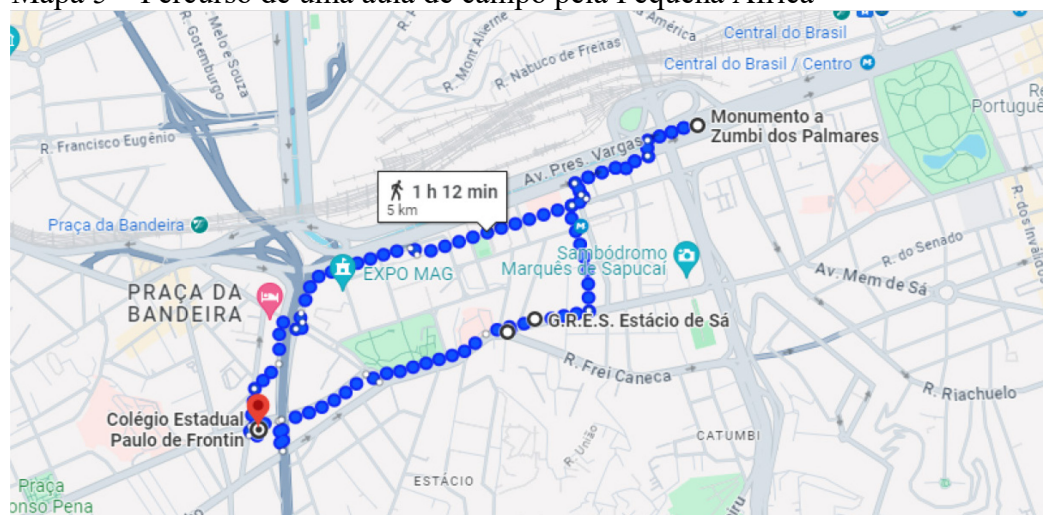 Mapa 3 – Percurso de uma aula de campo pela Pequena África
R. Melo e Souza
R. Gotemburgo
R. Mont Alierne
R. Nabuco de Freitas
América
Central do Brasil
Central do Brasil / Centro
Portuguê
R. Francisco Eugênio
Monumento a
Zumbi dos Palmares
Av. Pres. Vargas
1 h 12 min
5 km
Praça da Bandeira
EXPO MAG
Sambódromo
Marquês de Sapucaí
R. do Senado
R. dos Inválidos
Av. Mem de Sá
PRAÇA DA
BANDEIRA
G.R.E.S. Estácio de Sá
R. Frei Caneca
R. Riachuelo
Colégio Estadual
Paulo de Frontin
R. União
CATUMBI
ESTÁCIO
Praça
onso Pena